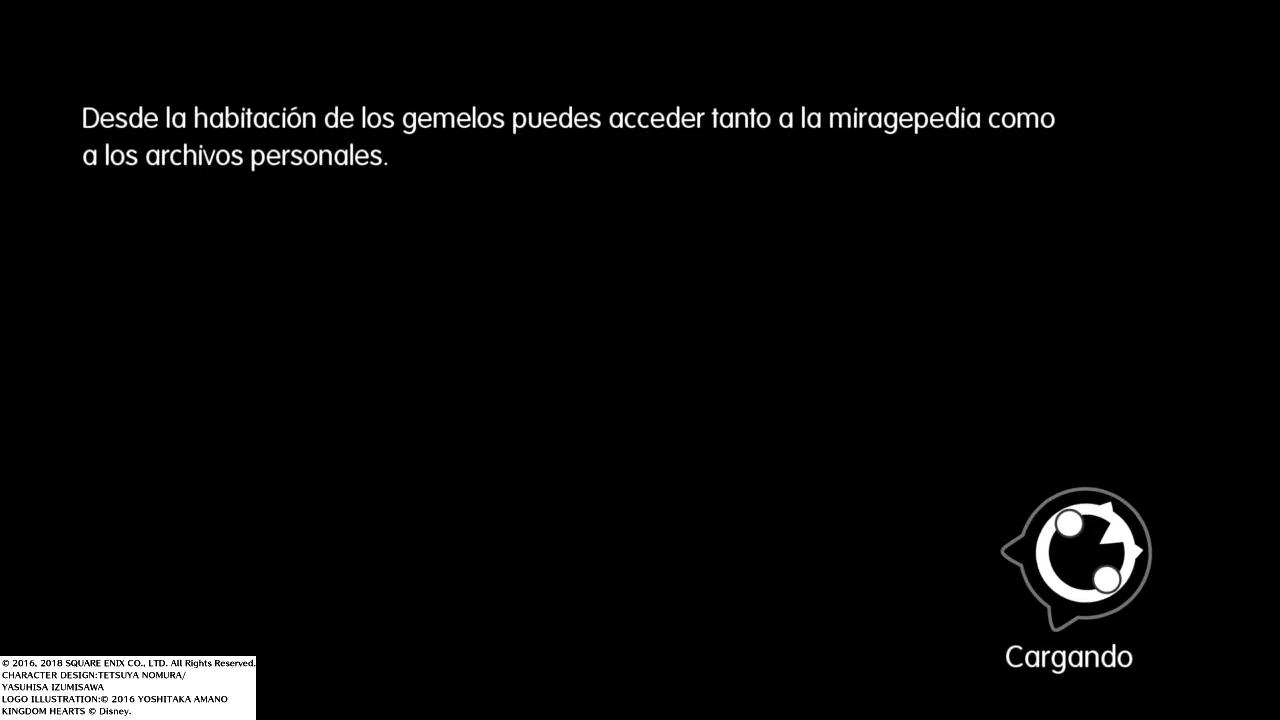 Desde la habitación de los gemelos puedes acceder tanto a la miragepedia como
a los archivos personales.
Cargando
© 2016, 2018 SQUARE ENIX CO., LTD. All Rights Reserved.
CHARACTER DESIGN:TETSUYA NOMURA/
YASUHISA IZUMISAWA
LOGO ILLUSTRATION:© 2016 YOSHITAKA AMANO
KINGDOM HEARTS © Disney.